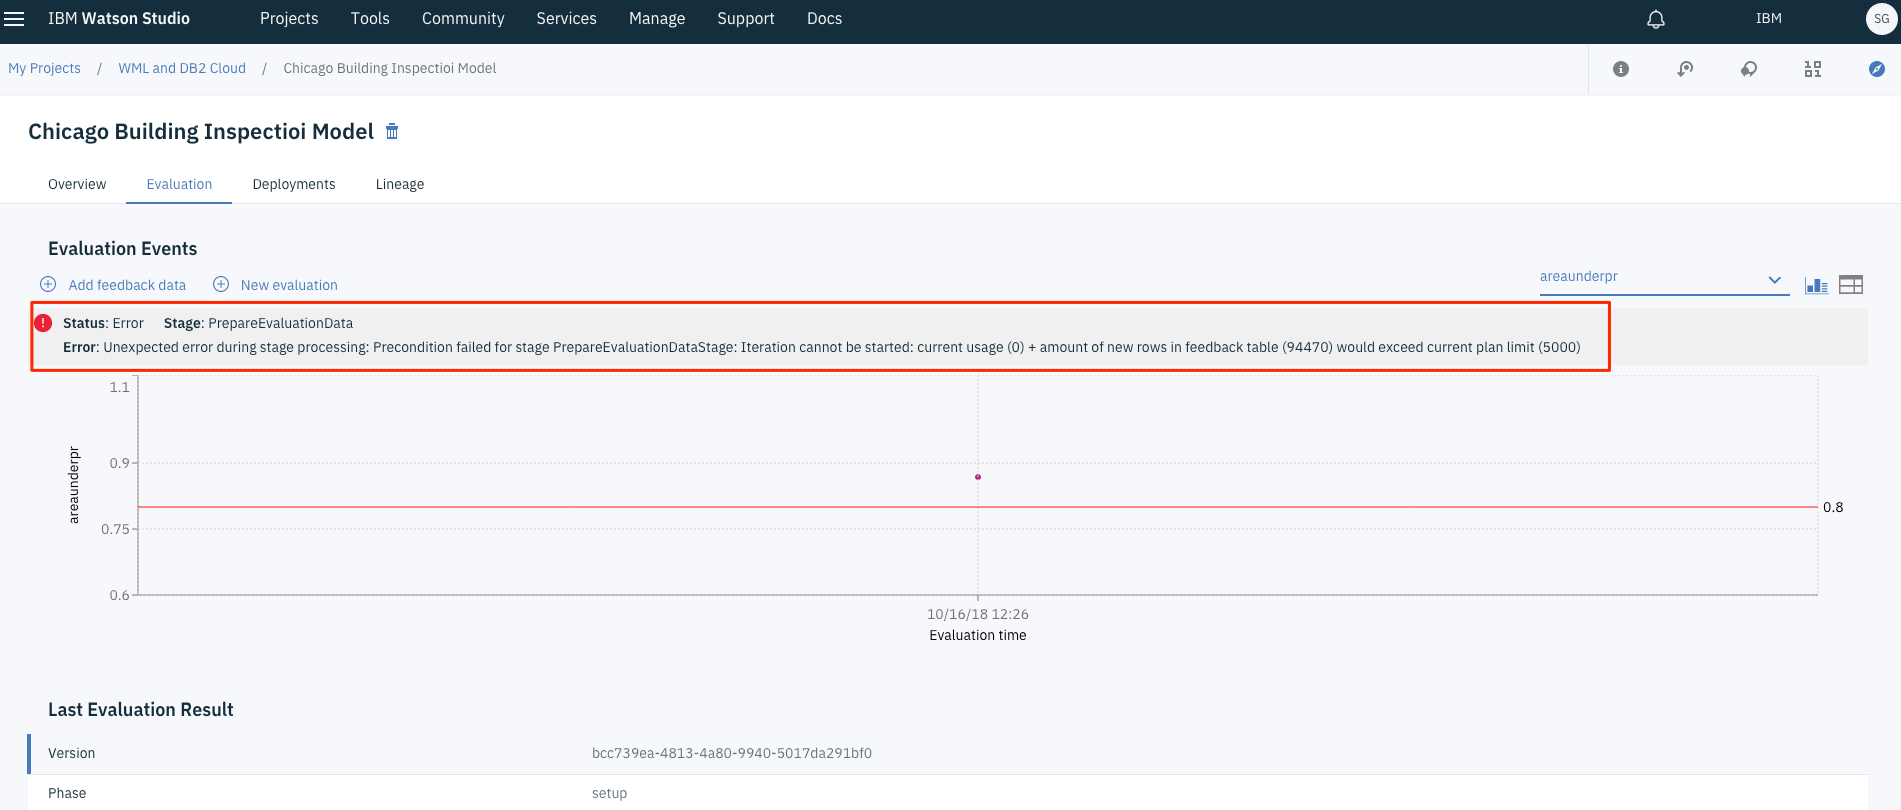 IBM Watson Studio Projects Tools Community Services Manage Support Docs IBM SG
My Projects / WML and DB2 Cloud / Chicago Building Inspectioi Model
Chicago Building Inspectioi Model
Overview Evaluation Deployments Lineage
Evaluation Events
Add feedback data New evaluation areaunderpr
Status: Error Stage: PrepareEvaluationData
Error: Unexpected error during stage processing: Precondition failed for stage PrepareEvaluationDataStage: Iteration cannot be started: current usage (0) + amount of new rows in feedback table (94470) would exceed current plan limit (5000)
1.1
0.9
areaunderpr
0.8
0.75
0.6
10/16/18 12:26
Evaluation time
Last Evaluation Result
Version bcc739ea-4813-4a80-9940-5017da291bf0
Phase setup